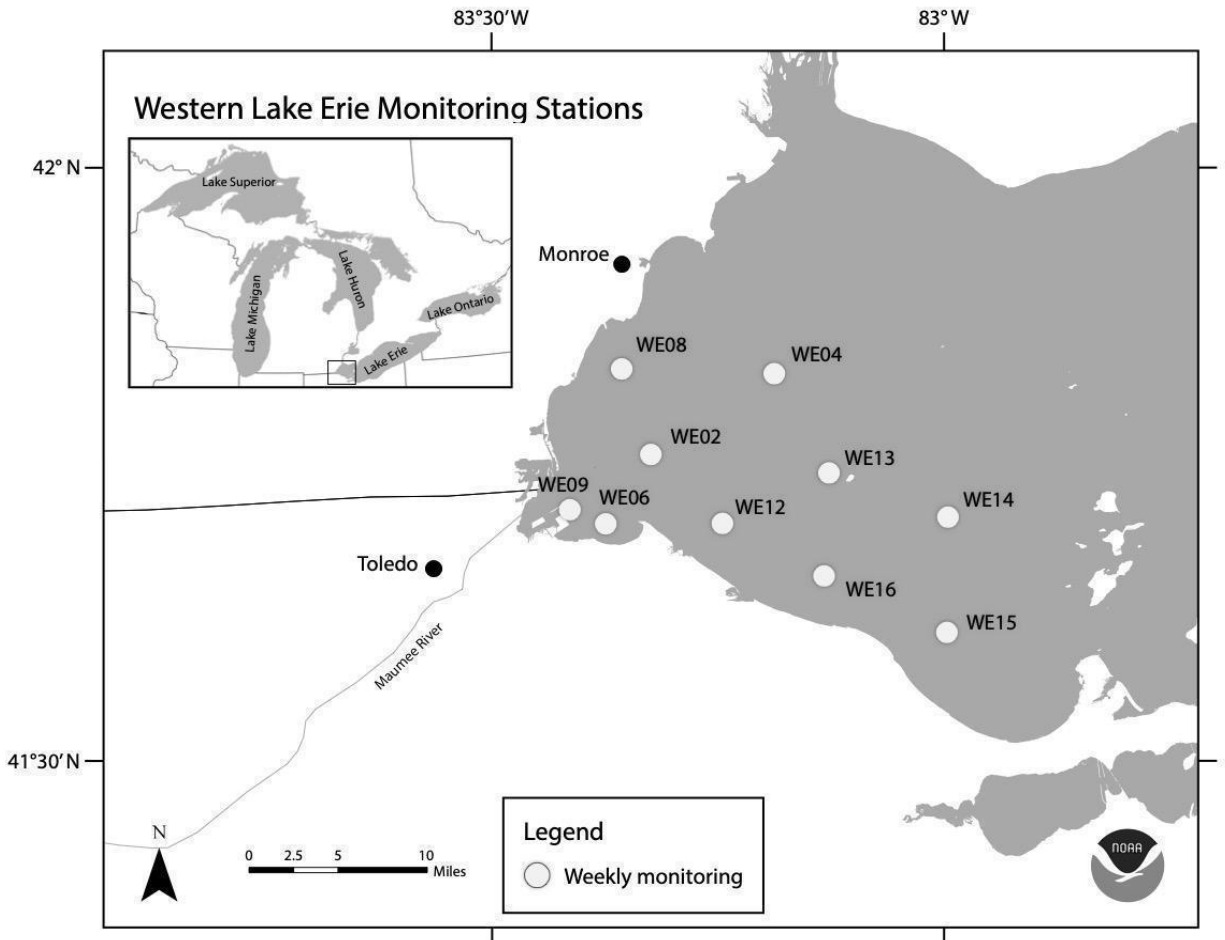 83°30′W
83°W
Western Lake Erie Monitoring Stations
42° N
Lake Superior
Lake Huron
Lake Michigan
Lake Ontario
Lake Erie
Monroe
WE08
WE04
WE02
WE13
WE09
WE06
WE12
WE14
Toledo
WE16
WE15
Maumee River
41°30′N
N
0 2.5 5 10
Miles
Legend
Weekly monitoring
NOAA